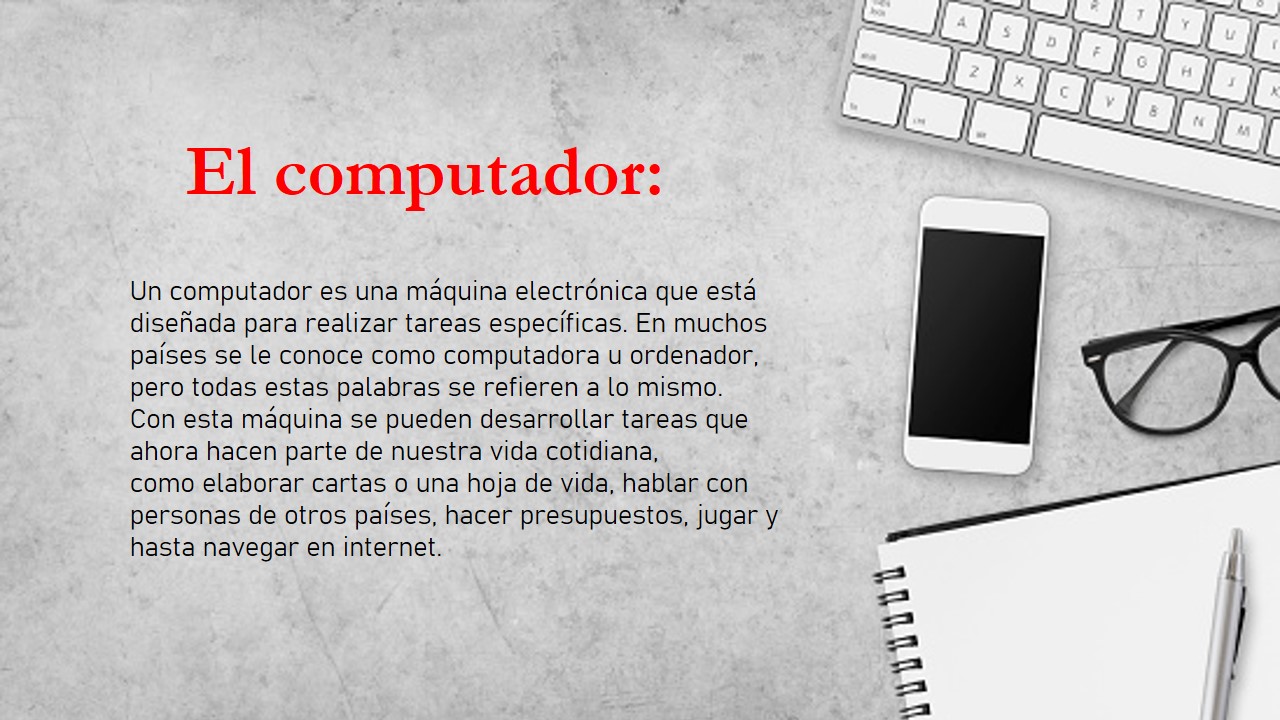 El computador:
Un computador es una máquina electrónica que está
diseñada para realizar tareas específicas. En muchos
países se le conoce como computadora u ordenador,
pero todas estas palabras se refieren a lo mismo.
Con esta máquina se pueden desarrollar tareas que
ahora hacen parte de nuestra vida cotidiana,
como elaborar cartas o una hoja de vida, hablar con
personas de otros países, hacer presupuestos, jugar y
hasta navegar en internet.
R T Y U
A S D F G H J K
Z X C V B N M